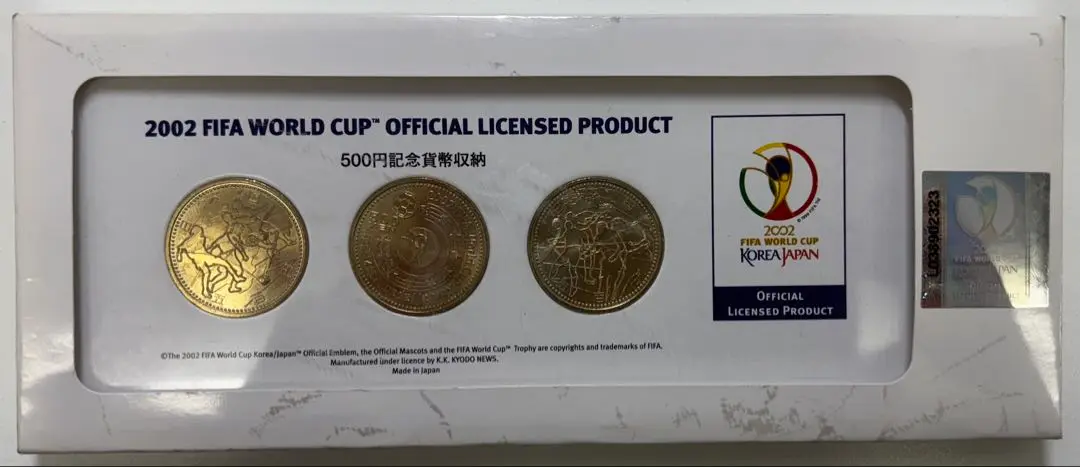 2002 FIFA WORLD CUP™ OFFICIAL LICENSED PRODUCT
500円記念貨幣収納
2002
FIFA WORLD CUP
KOREA JAPAN
OFFICIAL
LICENSED PRODUCT
©The 2002 FIFA World Cup Korea/Japan™ Official Emblem, the Official Mascots and the FIFA World Cup™ Trophy are copyrights and trademarks of FIFA.
Manufactured under licence by K.K. KYODO NEWS.
Made in Japan